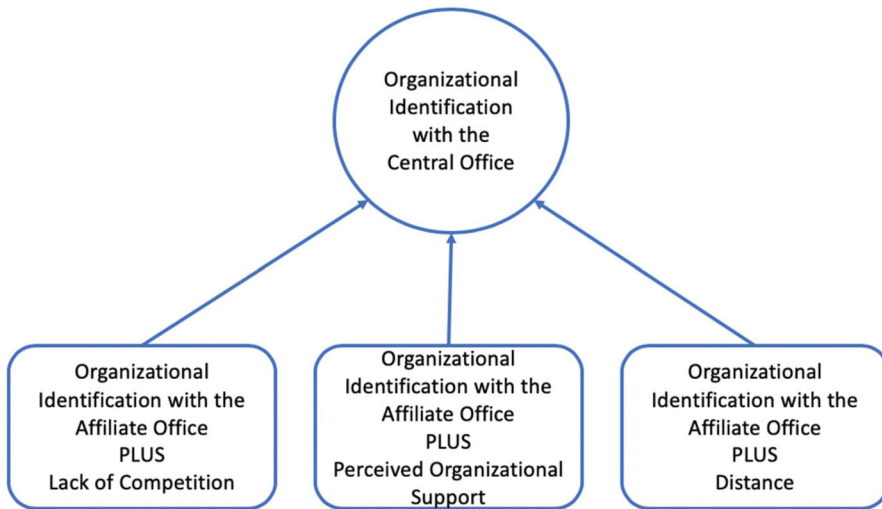 Organizational
Identification
with the
Central Office
Organizational
Identification with the
Affiliate Office
PLUS
Lack of Competition
Organizational
Identification with the
Affiliate Office
PLUS
Perceived Organizational
Support
Organizational
Identification with the
Affiliate Office
PLUS
Distance